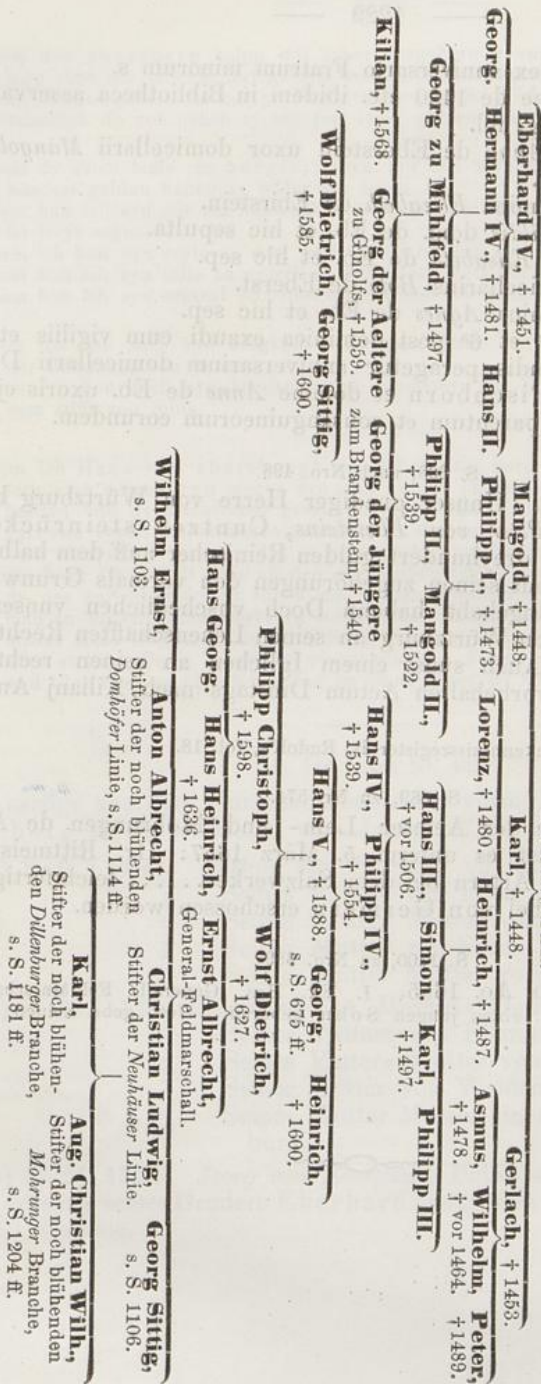 Eberhard IV., † 1451. Mangold, † 1445. Karl, † 1448. Gerlach, † 1453.
Georg. Hermann IV., † 1461. Hans II. Philipp I., † 1473. Lorenz, † 1480. Heinrich, † 1487. Asmus, Wilhelm, Peter,
† 1478. † vor 1464. † 1489.
Georg zu Mühlfeld, † 1497. Philipp II., Mangold II., Hans III. Simon. Karl, Philipp III.
† 1539. † 1522. † vor 1506. † 1497.
Kilian, † 1568. Georg der Aeltere Georg der Jüngere Hans IV., Philipp IV.,
zu Ginolfs, † 1559. zum Brandenstein † 1540. † 1539. † 1554.
Wolf Dietrich, Georg Sittig, Hans V., † 1588. Georg, Heinrich,
† 1585. † 1600. s. S. 675 ff. † 1600.
Philipp Christoph, Wolf Dietrich,
† 1598. † 1627.
Hans Georg. Hans Heinrich, Ernst Albrecht,
† 1636. General-Feldmarschall.
Wilhelm Ernst, Anton Albrecht, Christian Ludwig, Georg Sittig,
s. S. 1103. Stifter der noch blühenden Stifter der Neuhäuser Linie. s. S. 1106.
Domhöfer Linie, s. S. 1114 ff.
Karl, Aug. Christian Wilh.,
Stifter der noch blühen- Stifter der noch blühenden
den Dillenburger Branche, Mohrunger Branche,
s. S. 1181 ff. s. S. 1204 ff.